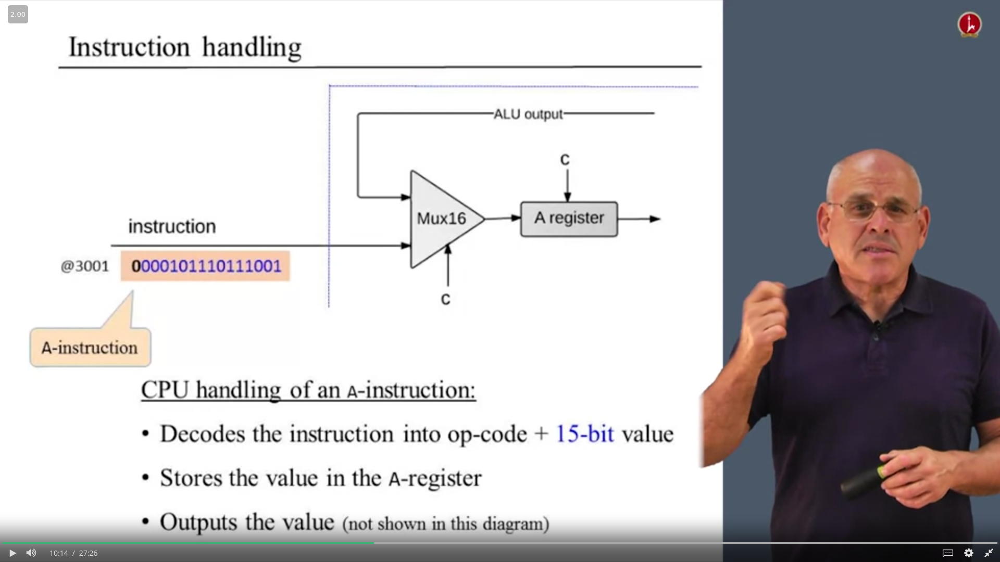 2.00
Instruction handling
ALU output
C
Mux16
A register
instruction
@3001 0000101110111001
C
A-instruction
CPU handling of an A-instruction:
• Decodes the instruction into op-code + 15-bit value
• Stores the value in the A-register
• Outputs the value (not shown in this diagram)
10:14 / 27:26